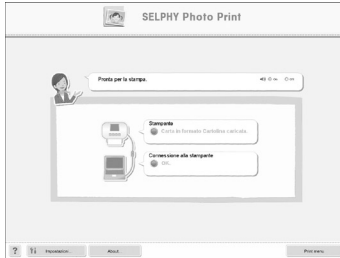 SELPHY Photo Print
Pronta per la stampa.
Stampante
Carta in formato Cartolina caricata.
Connessione alla stampante
OK.
?
Impostazioni...
About...
Print menu